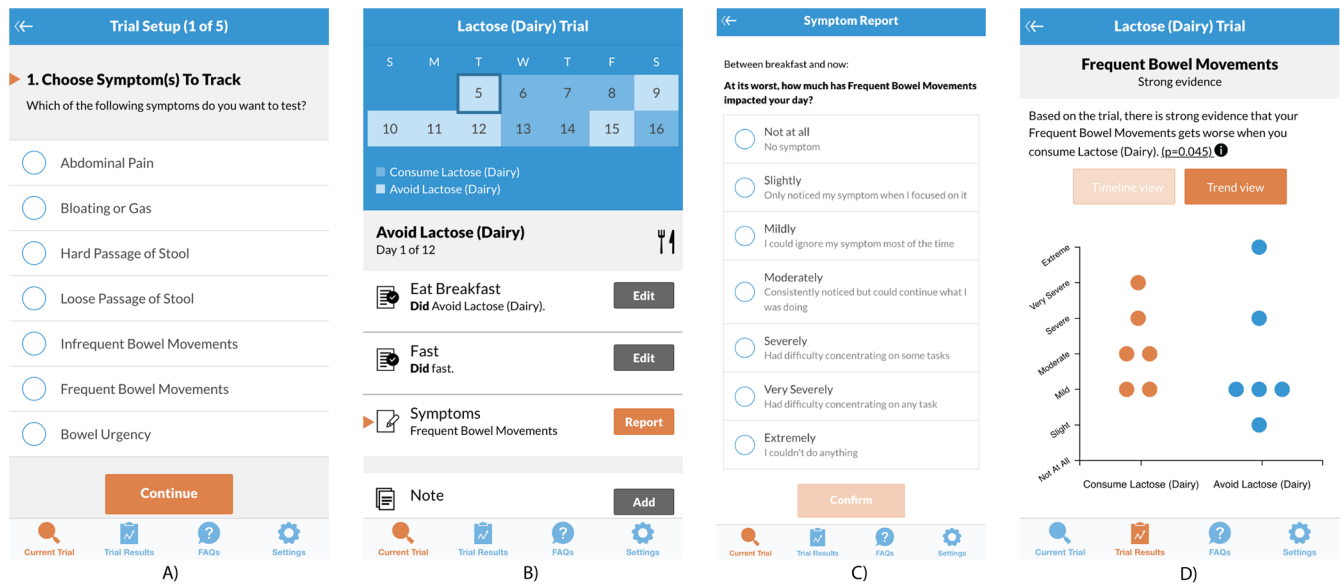 Trial Setup (1 of 5)
1. Choose Symptom(s) To Track
Which of the following symptoms do you want to test?
Abdominal Pain
Bloating or Gas
Hard Passage of Stool
Loose Passage of Stool
Infrequent Bowel Movements
Frequent Bowel Movements
Bowel Urgency
Continue
Current Trial Trial Results FAQs Settings
A)
Lactose (Dairy) Trial
S M T W T F S
5 6 7 8 9
10 11 12 13 14 15 16
Consume Lactose (Dairy)
Avoid Lactose (Dairy)
Avoid Lactose (Dairy)
Day 1 of 12
Eat Breakfast
Did Avoid Lactose (Dairy).
Edit
Fast
Did fast.
Edit
Symptoms
Frequent Bowel Movements
Report
Note
Add
Current Trial Trial Results FAQs Settings
B)
Symptom Report
Between breakfast and now:
At its worst, how much has Frequent Bowel Movements
impacted your day?
Not at all
No symptom
Slightly
Only noticed my symptom when I focused on it
Mildly
I could ignore my symptom most of the time
Moderately
Consistently noticed but could continue what I
was doing
Severely
Had difficulty concentrating on some tasks
Very Severely
Had difficulty concentrating on any task
Extremely
I couldn't do anything
Confirm
Current Trial Trial Results FAQs Settings
C)
Lactose (Dairy) Trial
Frequent Bowel Movements
Strong evidence
Based on the trial, there is strong evidence that your
Frequent Bowel Movements gets worse when you
consume Lactose (Dairy). (p=0.045)
Timeline view Trend view
Extreme
Very Severe
Severe
Moderate
Mild
Slight
Not At All
Consume Lactose (Dairy) Avoid Lactose (Dairy)
Current Trial Trial Results FAQs Settings
D)